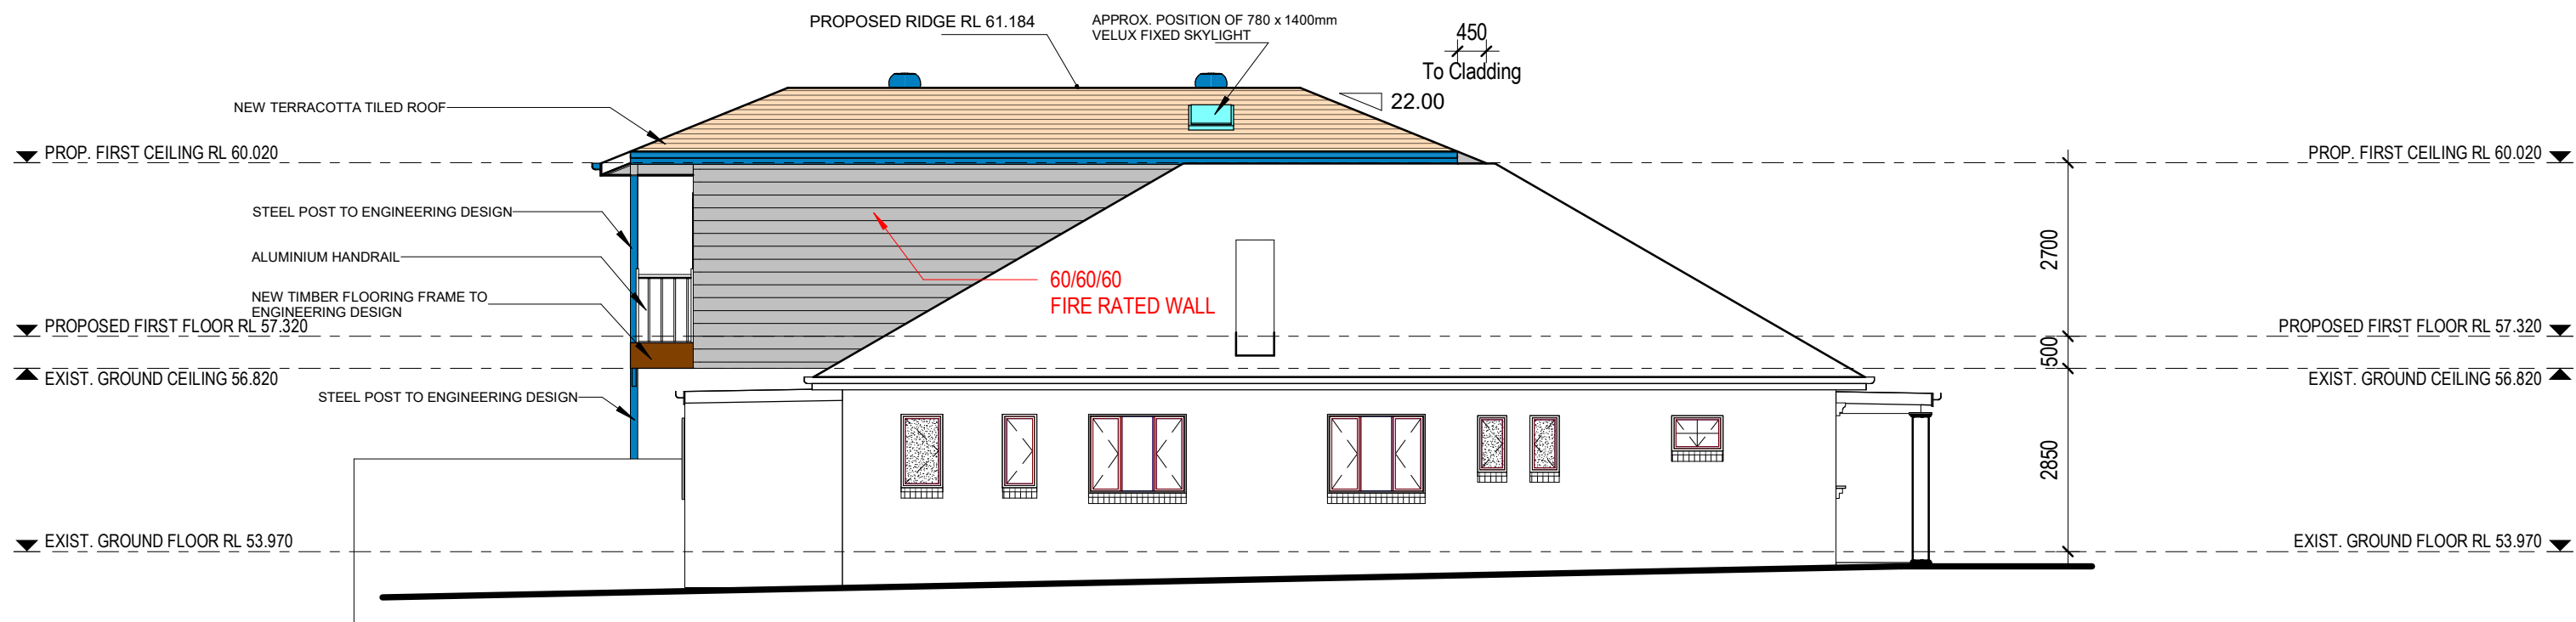 PROPOSED RIDGE RL 61.184
APPROX. POSITION OF 780 x 1400mm
VELUX FIXED SKYLIGHT
450
To Cladding
22.00
NEW TERRACOTTA TILED ROOF
PROP. FIRST CEILING RL 60.020
PROP. FIRST CEILING RL 60.020
STEEL POST TO ENGINEERING DESIGN
ALUMINIUM HANDRAIL
2700
60/60/60
FIRE RATED WALL
NEW TIMBER FLOORING FRAME TO
ENGINEERING DESIGN
PROPOSED FIRST FLOOR RL 57.320
PROPOSED FIRST FLOOR RL 57.320
500
EXIST. GROUND CEILING 56.820
EXIST. GROUND CEILING 56.820
STEEL POST TO ENGINEERING DESIGN
2850
EXIST. GROUND FLOOR RL 53.970
EXIST. GROUND FLOOR RL 53.970